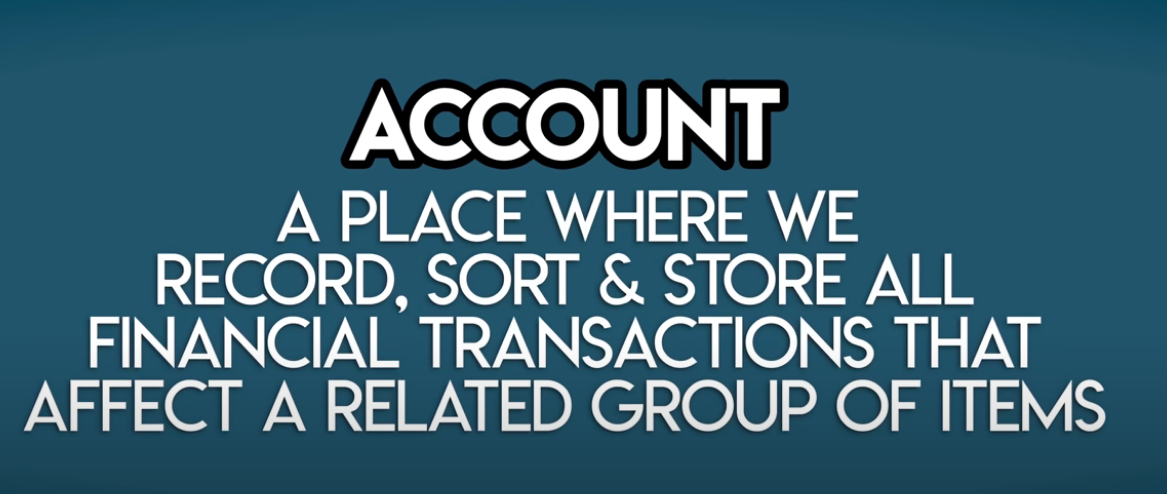 ACCOUNT
A PLACE WHERE WE
RECORD, SORT & STORE ALL
FINANCIAL TRANSACTIONS THAT
AFFECT A RELATED GROUP OF ITEMS